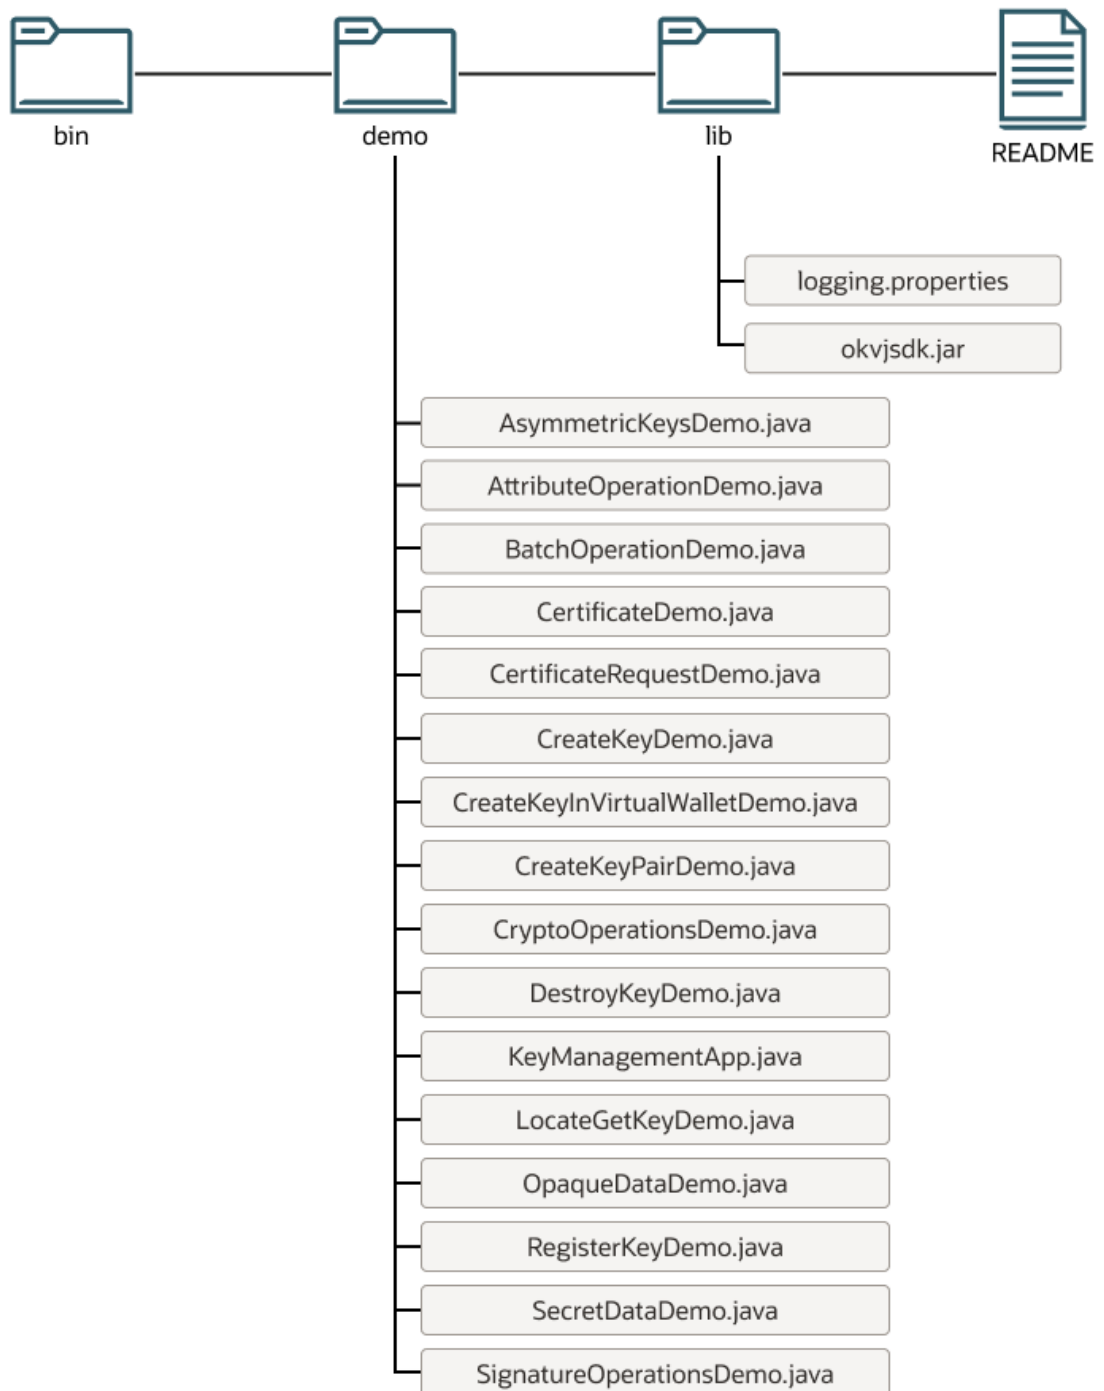 bin
demo
lib
README
logging.properties
okvjsdk.jar
AsymmetricKeysDemo.java
AttributeOperationDemo.java
BatchOperationDemo.java
CertificateDemo.java
CertificateRequestDemo.java
CreateKeyDemo.java
CreateKeyInVirtualWalletDemo.java
CreateKeyPairDemo.java
CryptoOperationsDemo.java
DestroyKeyDemo.java
KeyManagementApp.java
LocateGetKeyDemo.java
OpaqueDataDemo.java
RegisterKeyDemo.java
SecretDataDemo.java
SignatureOperationsDemo.java